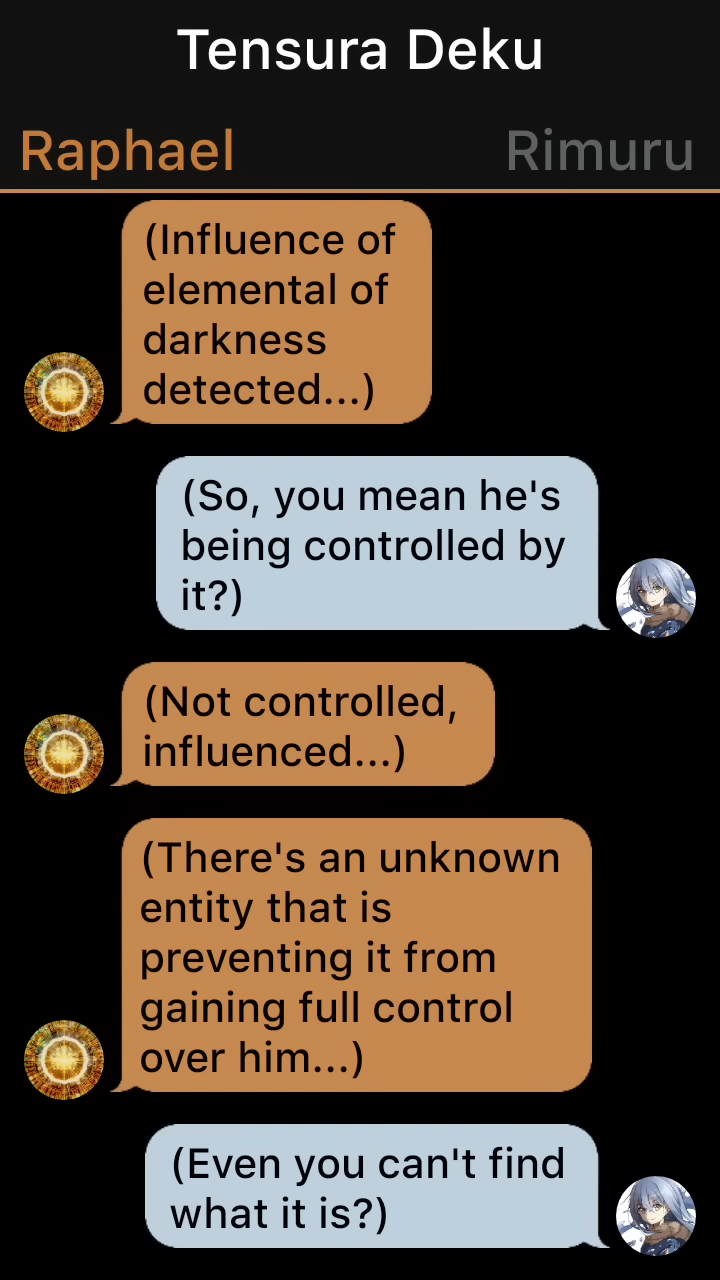 Tensura Deku
Raphael
Rimuru
(Influence of
elemental of
darkness
detected...)
(So, you mean he's
being controlled by
it?)
(Not controlled,
influenced...)
(There's an unknown
entity that is
preventing it from
gaining full control
over him...)
(Even you can't find
what it is?)